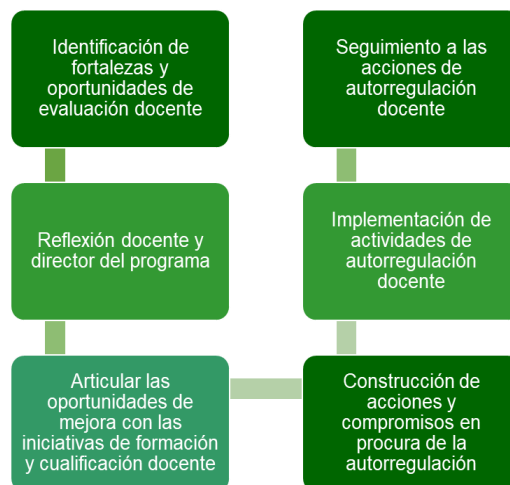 Identificación de
fortalezas y
oportunidades de
evaluación docente
Reflexión docente y
director del programa
Articular las
oportunidades de
mejora con las
iniciativas de formación
y cualificación docente
Construcción de
acciones y
compromisos en
procura de la
autorregulación
Implementación de
actividades de
autorregulación
docente
Seguimiento a las
acciones de
autorregulación
docente